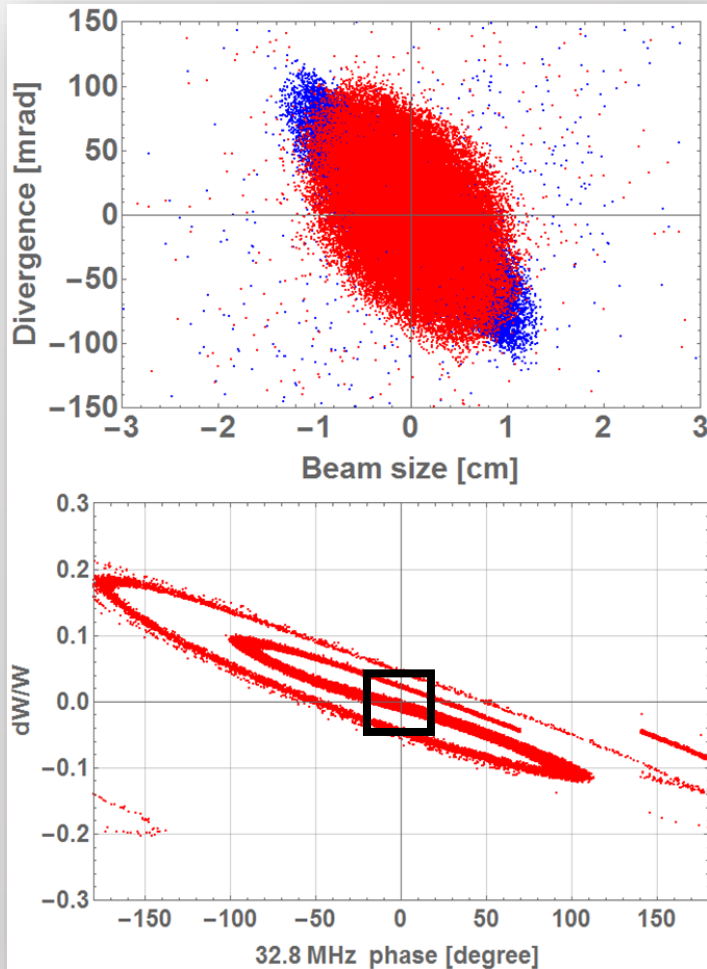 150
100
50
0
−50
−100
−150
Divergence [mrad]
−3 −2 −1 0 1 2 3
Beam size [cm]
0.3
0.2
0.1
0.0
−0.1
−0.2
−0.3
dW/W
−150 −100 −50 0 50 100 150
32.8 MHz phase [degree]